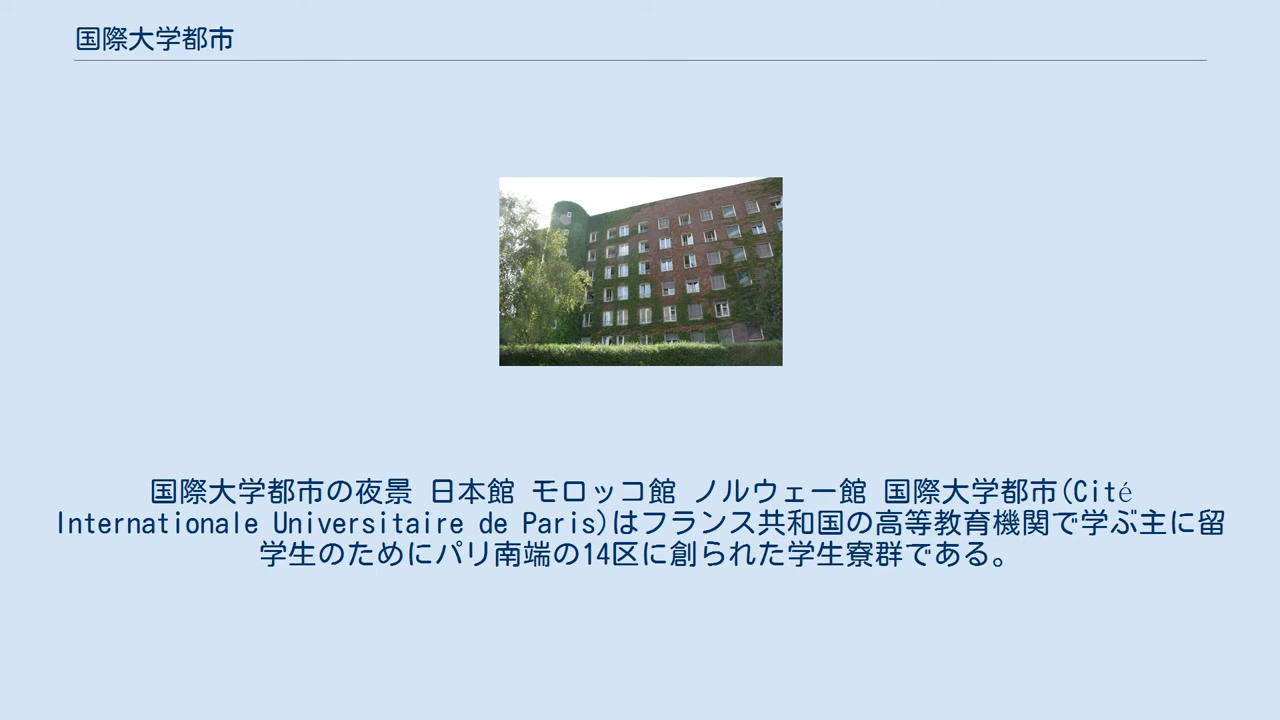 国際大学都市
国際大学都市の夜景 日本館 モロッコ館 ノルウェー館 国際大学都市(Cité
Internationale Universitaire de Paris)はフランス共和国の高等教育機関で学ぶ主に留
学生のためにパリ南端の14区に創られた学生寮群である。